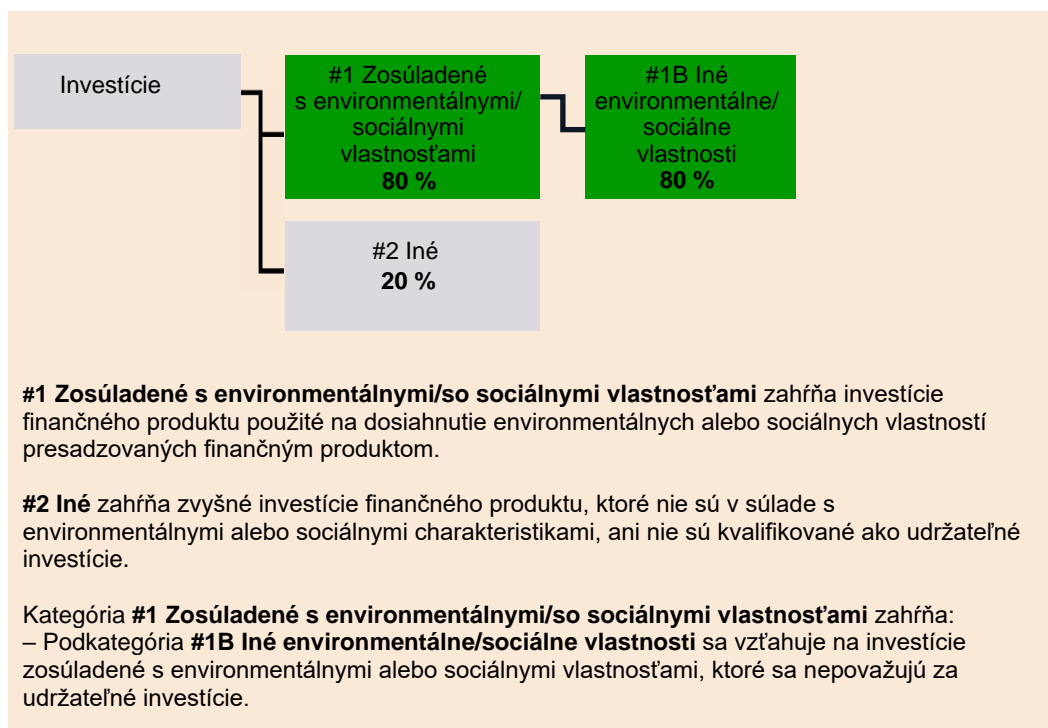 Investície
#1 Zosúladené
s environmentálnymi/
sociálnymi
vlastnosťami
80 %
#1B Iné
environmentálne/
sociálne
vlastnosti
80 %
#2 Iné
20 %
#1 Zosúladené s environmentálnymi/so sociálnymi vlastnosťami zahŕňa investície
finančného produktu použité na dosiahnutie environmentálnych alebo sociálnych vlastností
presadzovaných finančným produktom.
#2 Iné zahŕňa zvyšné investície finančného produktu, ktoré nie sú v súlade s
environmentálnymi alebo sociálnymi charakteristikami, ani nie sú kvalifikované ako udržateľné
investície.
Kategória #1 Zosúladené s environmentálnymi/so sociálnymi vlastnosťami zahŕňa:
– Podkategória #1B Iné environmentálne/sociálne vlastnosti sa vzťahuje na investície
zosúladené s environmentálnymi alebo sociálnymi vlastnosťami, ktoré sa nepovažujú za
udržateľné investície.